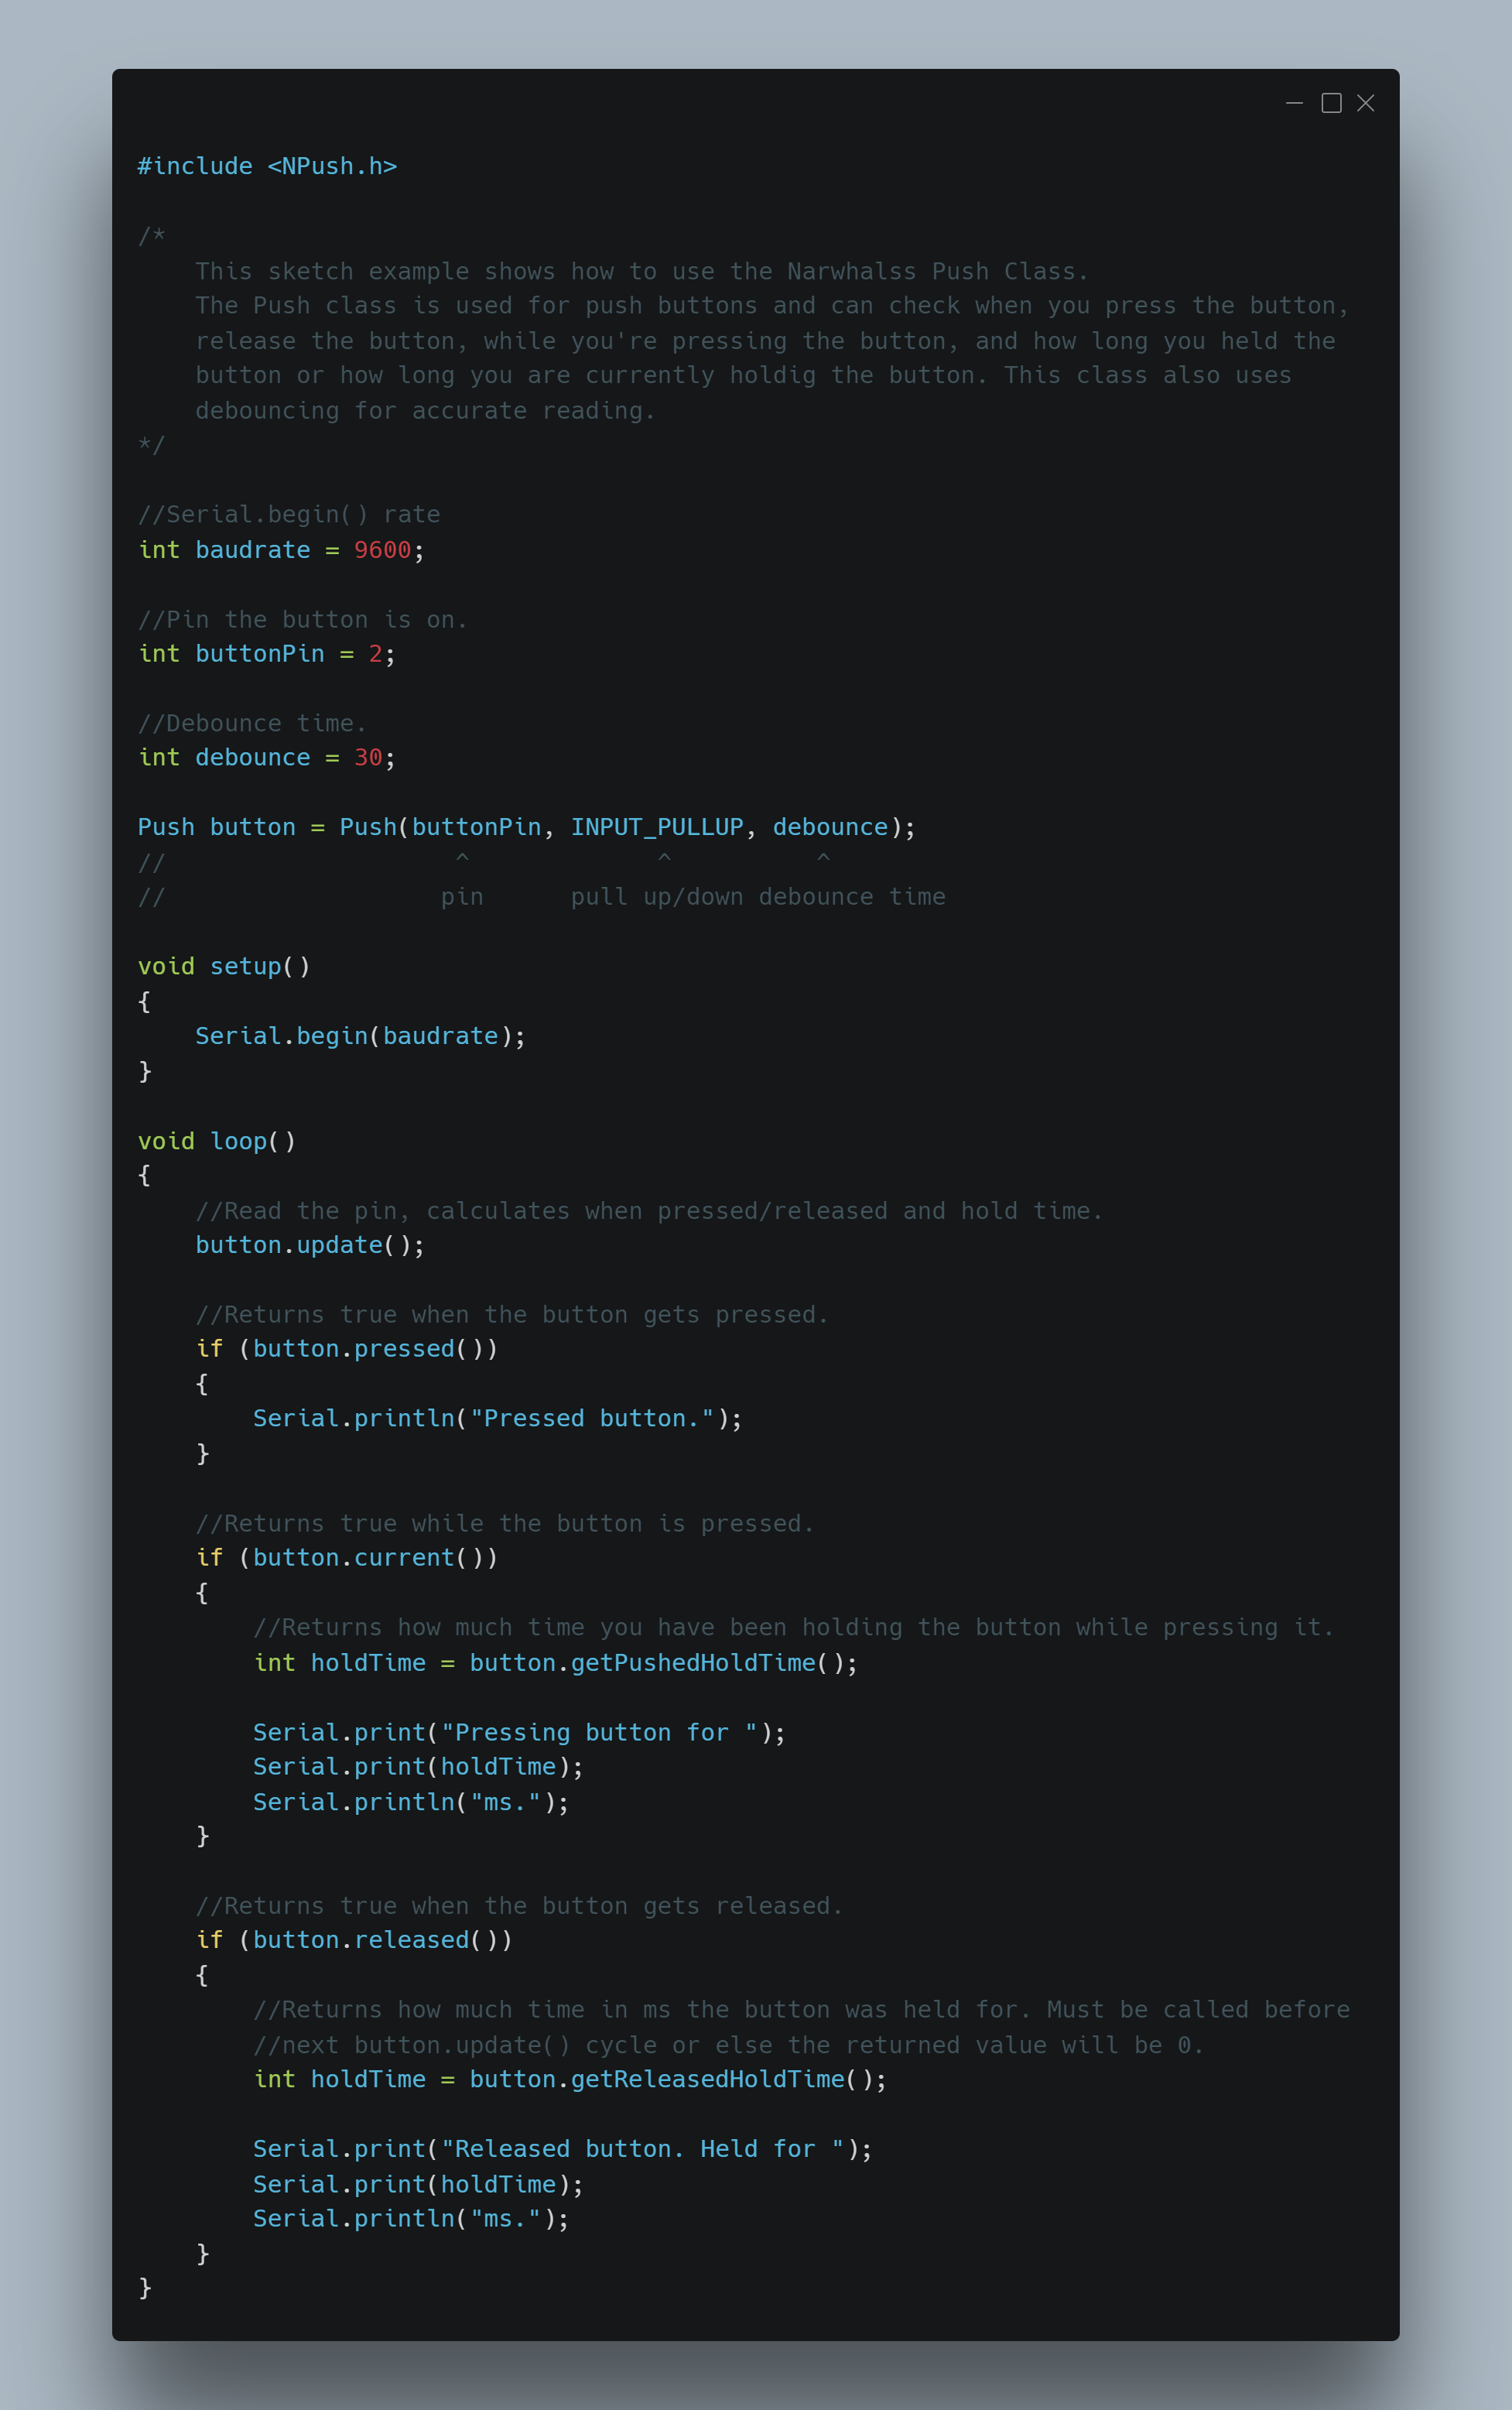 #include <NPush.h>

/*
    This sketch example shows how to use the Narwhalss Push Class.
    The Push class is used for push buttons and can check when you press the button,
    release the button, while you're pressing the button, and how long you held the
    button or how long you are currently holdig the button. This class also uses
    debouncing for accurate reading.
*/

//Serial.begin() rate
int baudrate = 9600;

//Pin the button is on.
int buttonPin = 2;

//Debounce time.
int debounce = 30;

Push button = Push(buttonPin, INPUT_PULLUP, debounce);
//                    ^             ^          ^
//                   pin      pull up/down debounce time

void setup()
{
    Serial.begin(baudrate);
}

void loop()
{
    //Read the pin, calculates when pressed/released and hold time.
    button.update();

    //Returns true when the button gets pressed.
    if (button.pressed())
    {
        Serial.println("Pressed button.");
    }

    //Returns true while the button is pressed.
    if (button.current())
    {
        //Returns how much time you have been holding the button while pressing it.
        int holdTime = button.getPushedHoldTime();

        Serial.print("Pressing button for ");
        Serial.print(holdTime);
        Serial.println("ms.");
    }

    //Returns true when the button gets released.
    if (button.released())
    {
        //Returns how much time in ms the button was held for. Must be called before
        //next button.update() cycle or else the returned value will be 0.
        int holdTime = button.getReleasedHoldTime();

        Serial.print("Released button. Held for ");
        Serial.print(holdTime);
        Serial.println("ms.");
    }
}